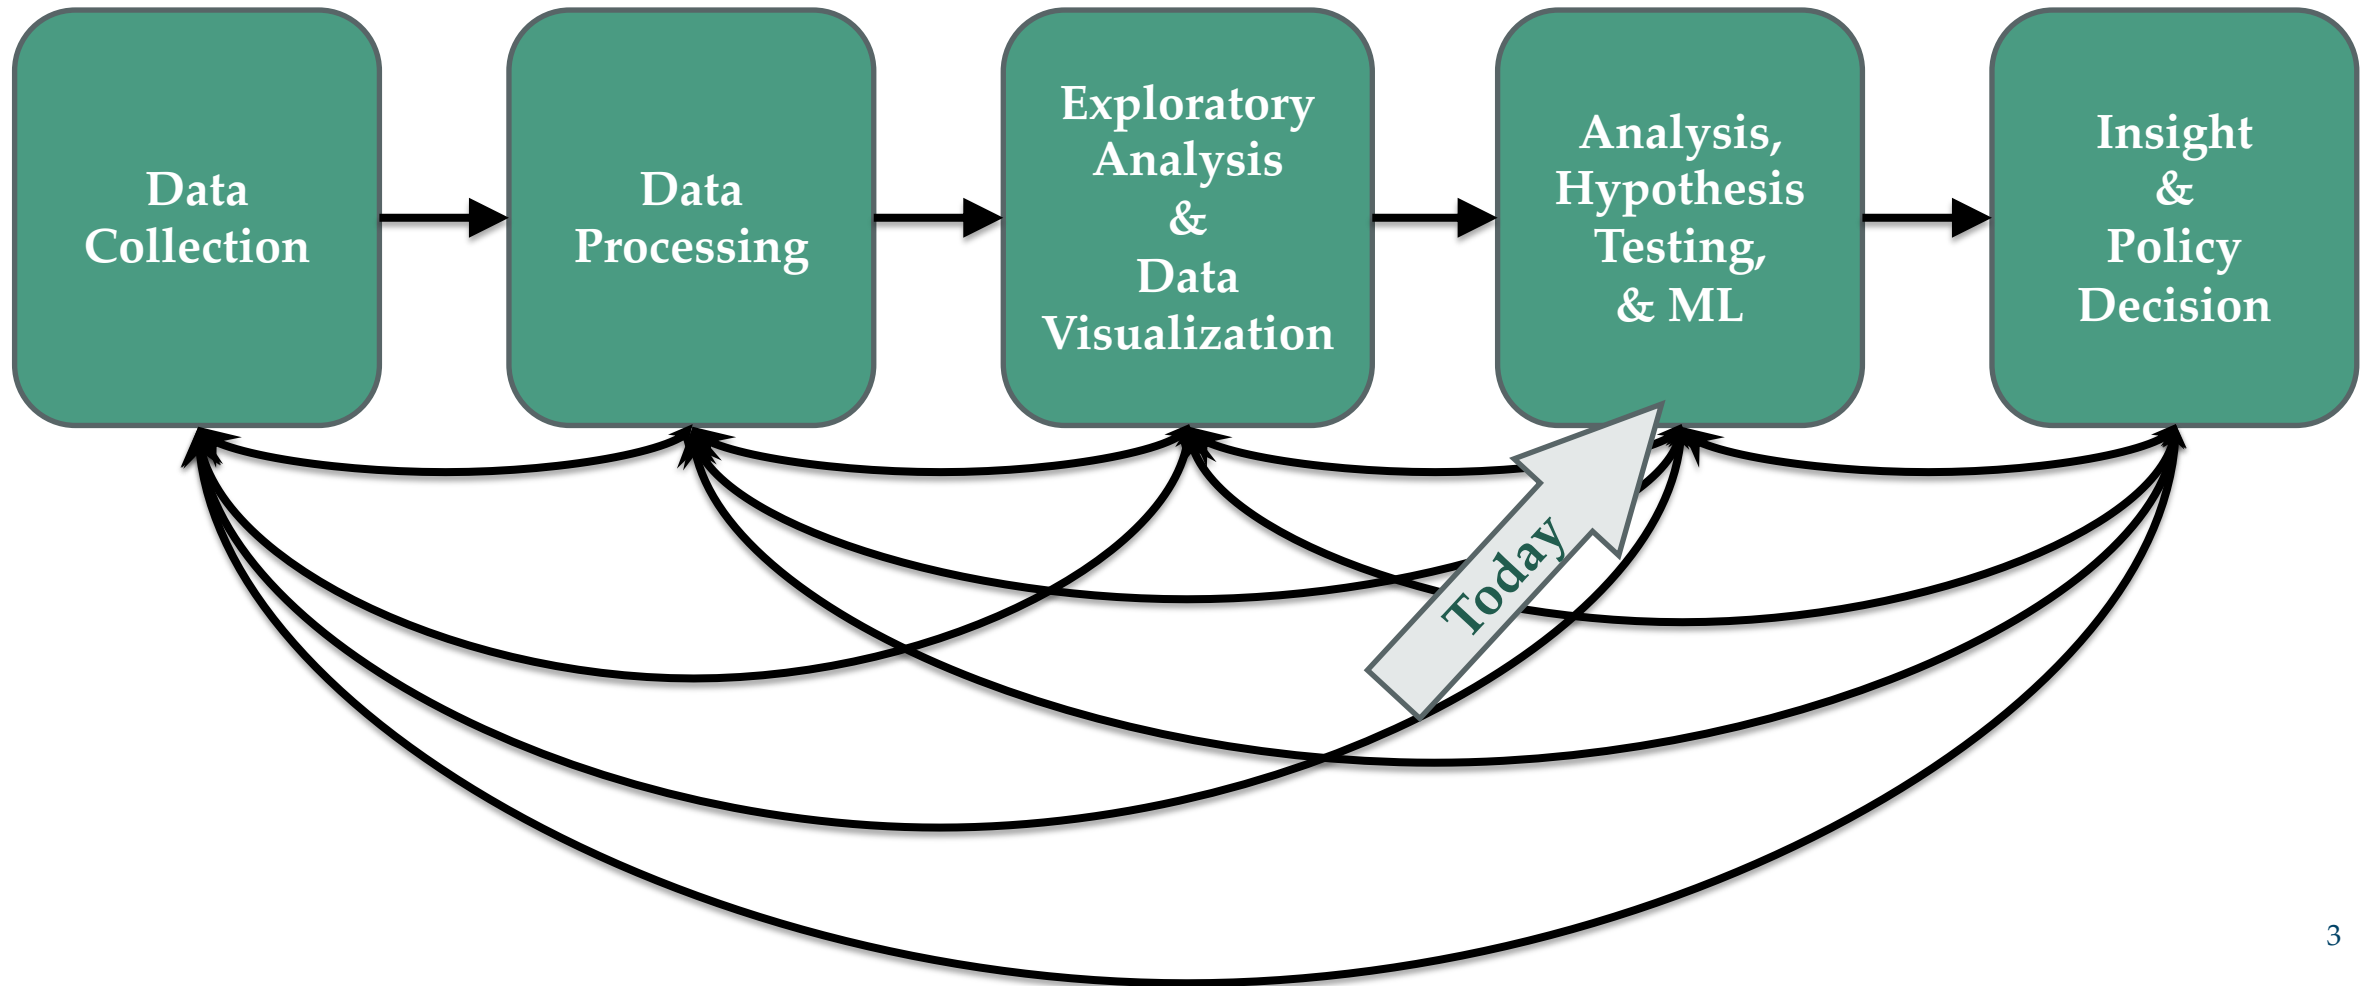 Data
Collection
Data
Processing
Exploratory
Analysis
&
Data
Visualization
Analysis,
Hypothesis
Testing,
& ML
Insight
&
Policy
Decision
Today
3